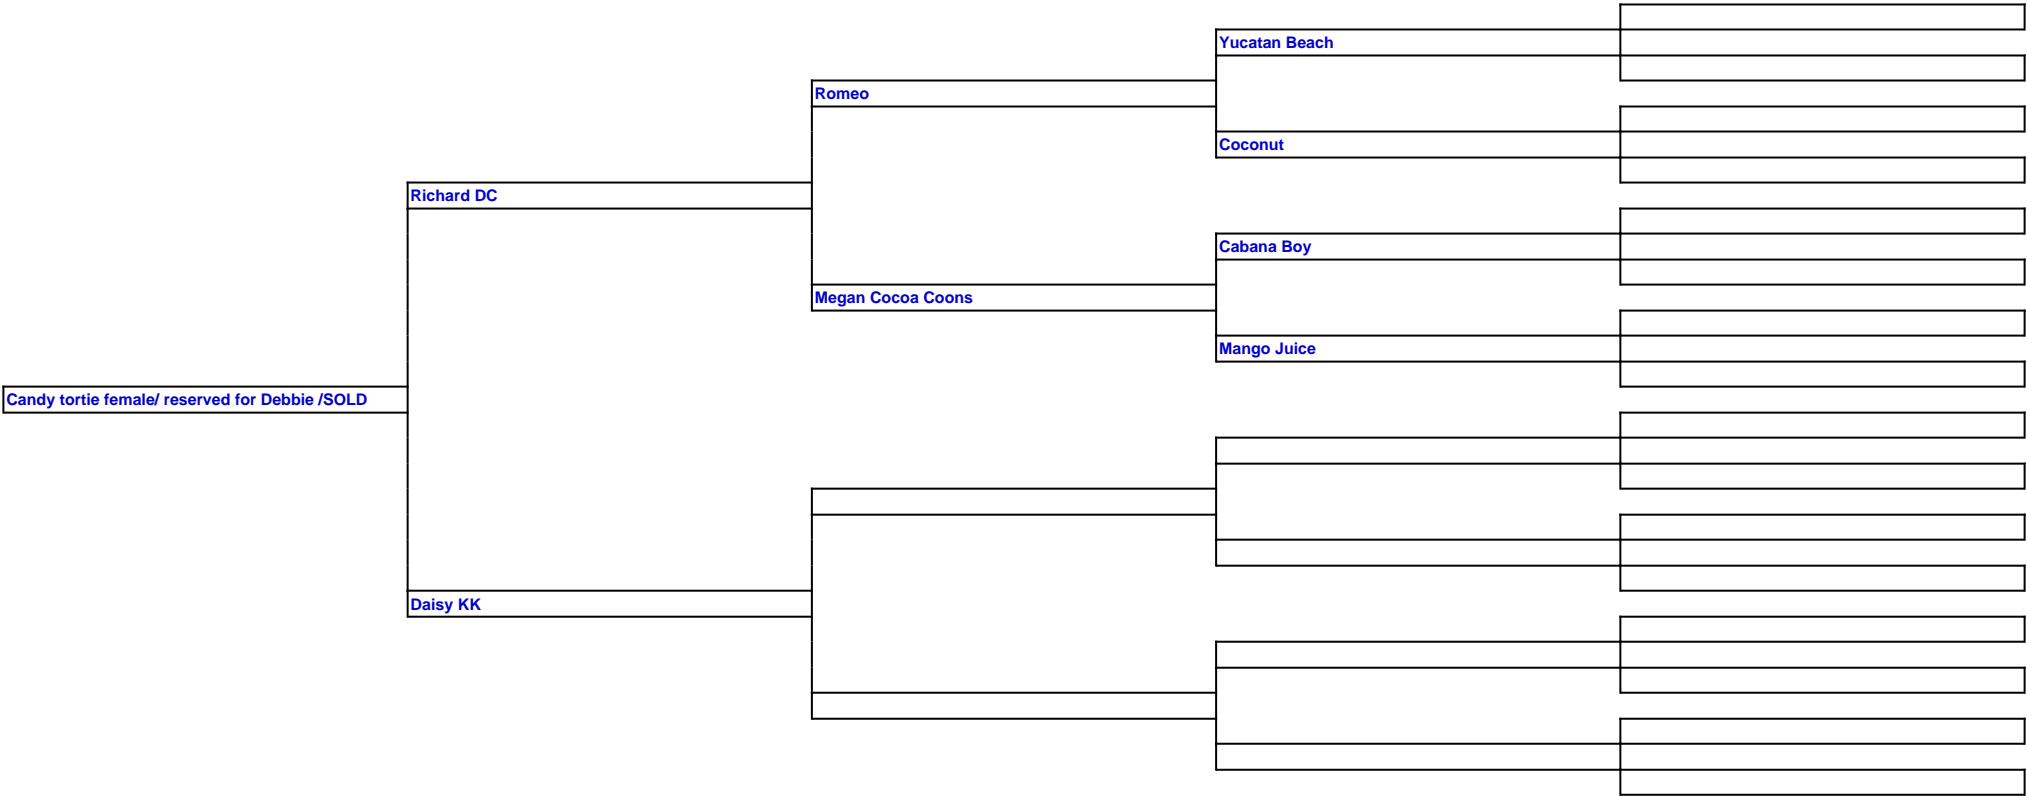 Yucatan Beach
Romeo
Coconut
Richard DC
Cabana Boy
Megan Cocoa Coons
Mango Juice
Candy tortie female/ reserved for Debbie /SOLD
Daisy KK